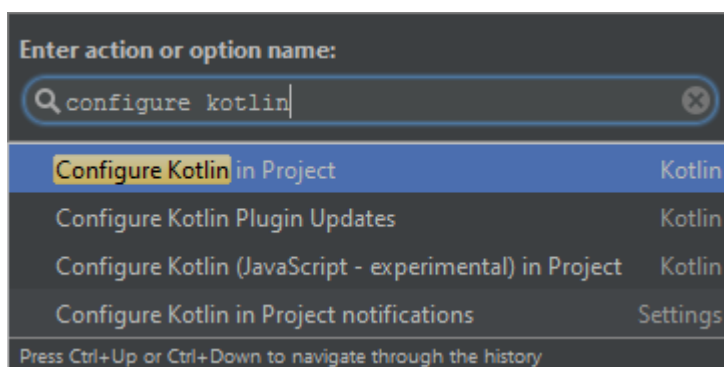 Enter action or option name:
configure kotlin
Configure Kotlin in Project Kotlin
Configure Kotlin Plugin Updates Kotlin
Configure Kotlin (JavaScript - experimental) in Project Kotlin
Configure Kotlin in Project notifications Settings
Press Ctrl+Up or Ctrl+Down to navigate through the history